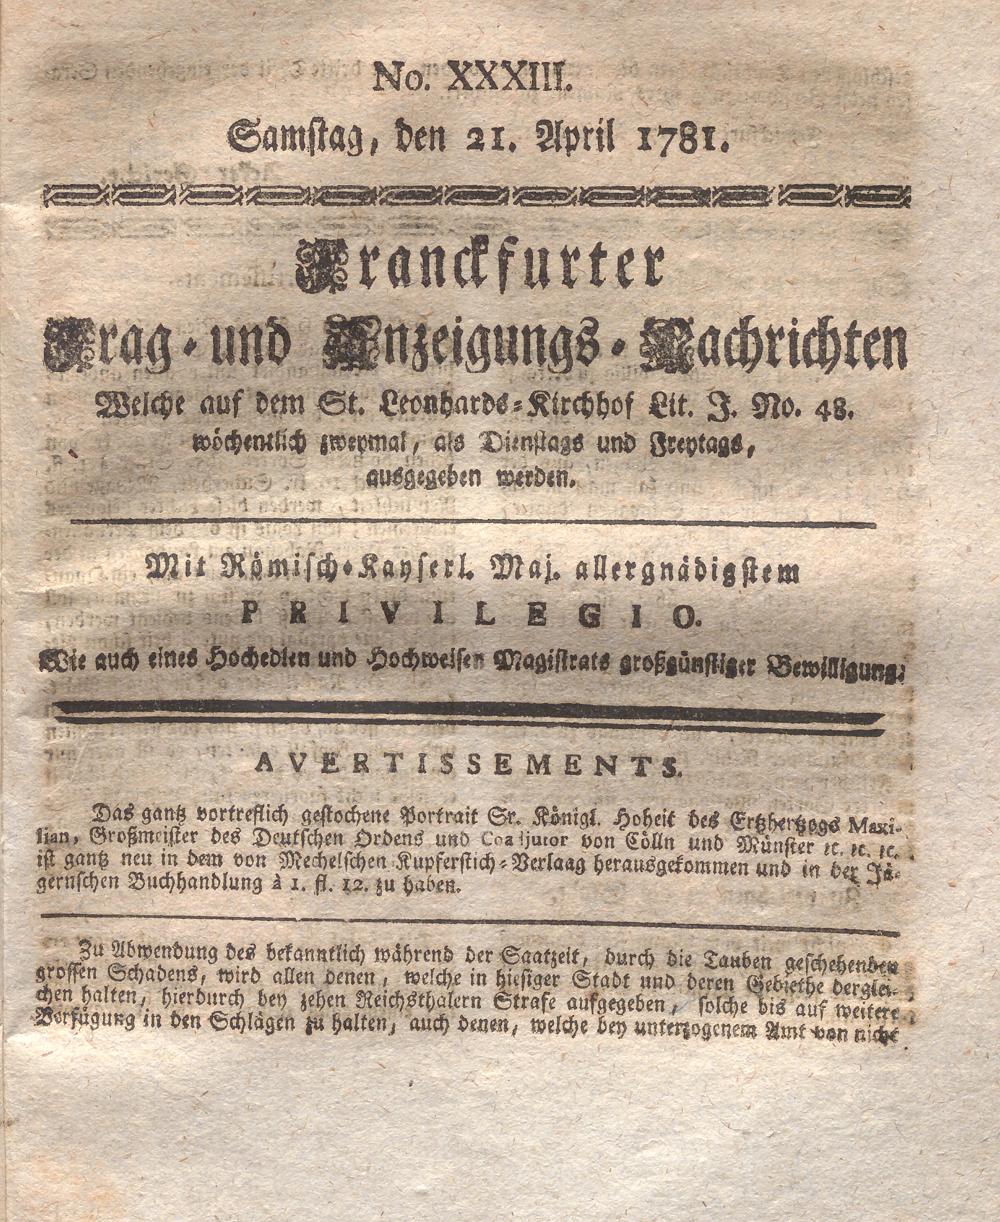 No. XXXIII.
Samstag, den 21. April 1781.
Franckfurter
Frag- und Anzeigungs-Nachrichten
Welche auf dem St. Leonhards-Kirchhof Lit. J. No. 48.
wöchentlich zweymal, als Dienstags und Freytags,
ausgegeben werden.
Mit Römisch-Kayserl. Maj. allergnädigstem
PRIVILEGIO.
Wie auch eines Hochedlen und Hochweisen Magistrats großgünstiger Bewilligung.
AVERTISSEMENTS.
Das gantz vortreflich gestochene Portrait Sr. Königl. Hoheit des Ertzhertzogs Maxi-
lian, Großmeister des Deutschen Ordens und Coadjutor von Cölln und Münster ꝛc. ꝛc. ꝛc.
ist gantz neu in dem von Mechelschen Kupferstich-Verlaag herausgekommen und in der Jä-
gerischen Buchhandlung à 1. fl. 12. zu haben.
Zu Abwendung des bekanntlich während der Saatzeit, durch die Tauben geschehenden
grossen Schadens, wird allen denen, welche in hiesiger Stadt und deren Gebiethe derglei-
chen halten, hierdurch bey zehen Reichsthalern Strafe aufgegeben, solche bis auf weitere
Verfügung in den Schlägen zu halten, auch denen, welche bey unterzogenem Amt von nicht